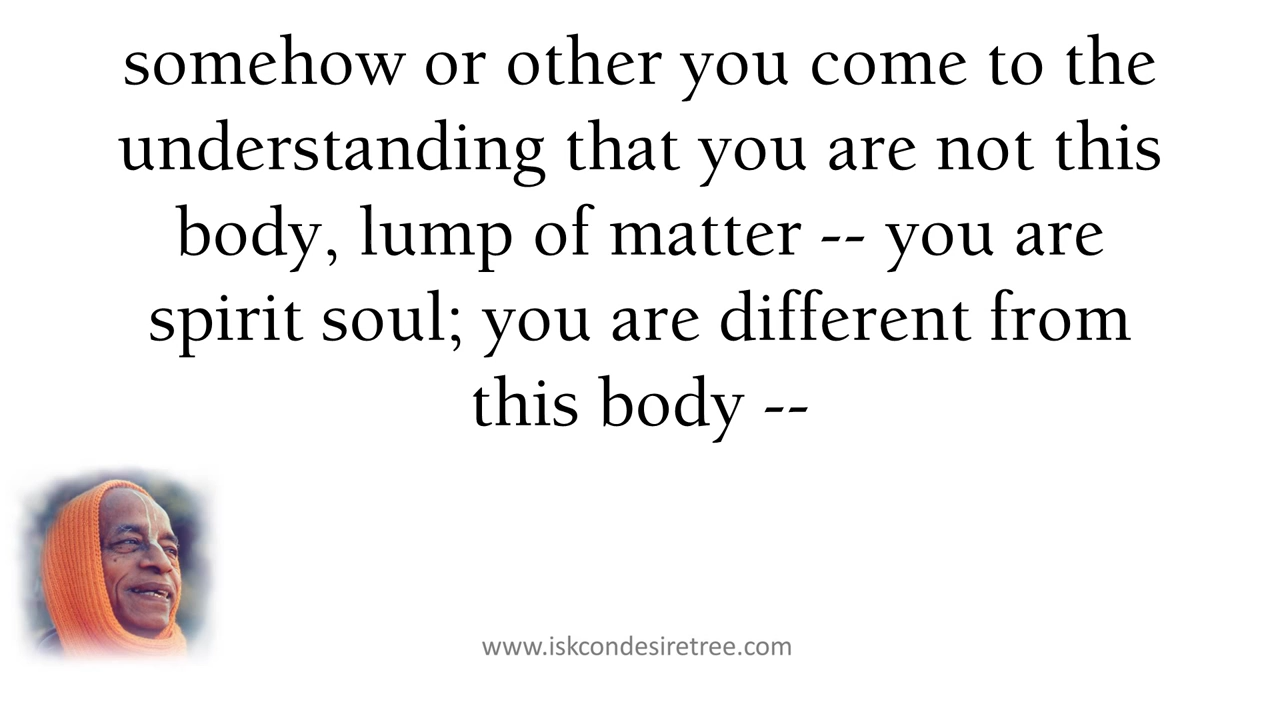 somehow or other you come to the
understanding that you are not this
body, lump of matter -- you are
spirit soul; you are different from
this body --
www.iskcondesiretree.com